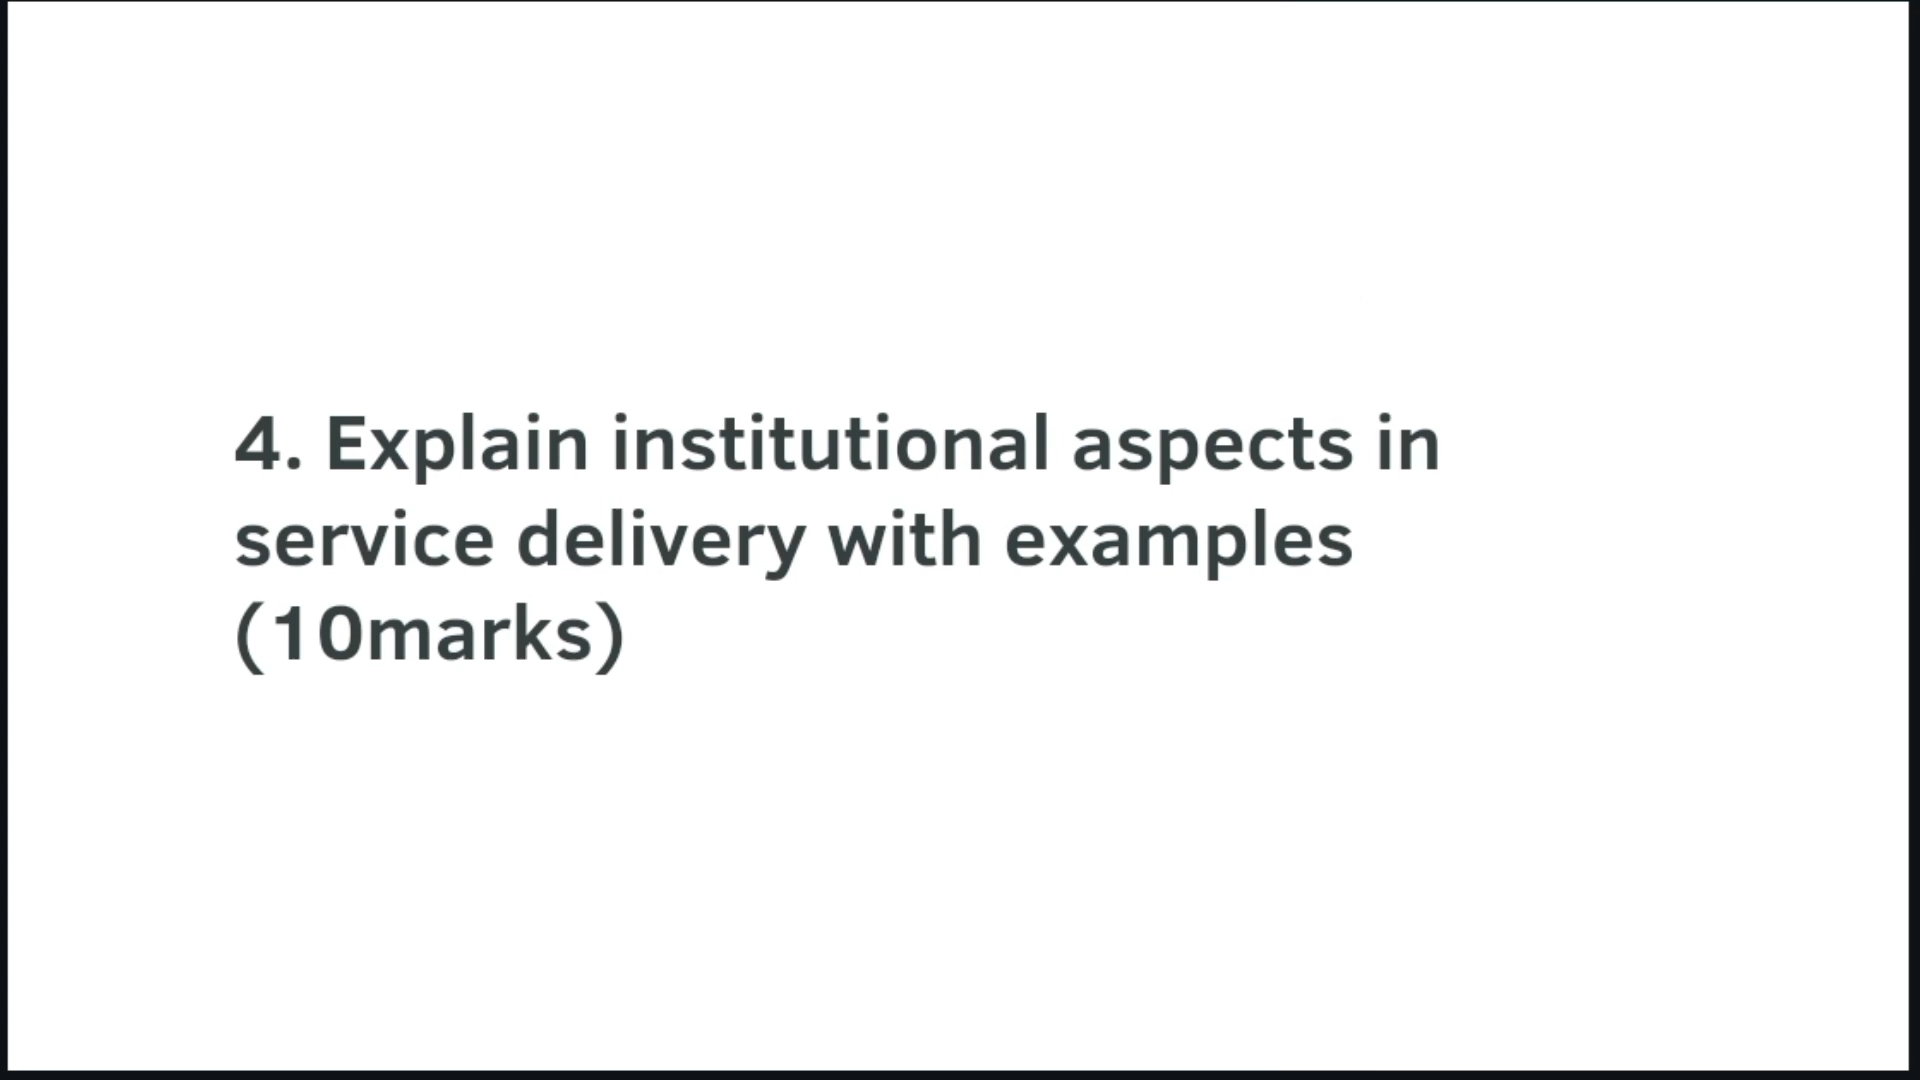 4. Explain institutional aspects in
service delivery with examples
(10marks)